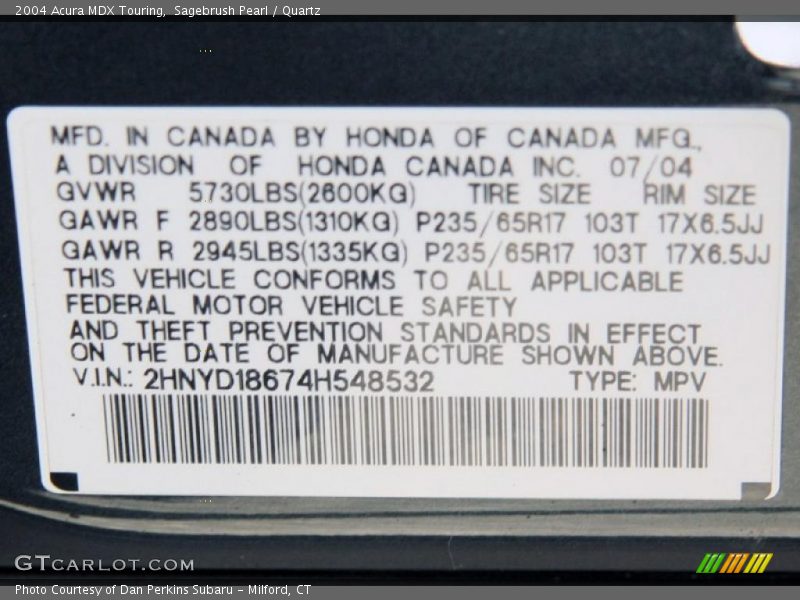 2004 Acura MDX Touring,  Sagebrush Pearl / Quartz
MFD. IN CANADA BY HONDA OF CANADA MFG.,
A DIVISION OF HONDA CANADA INC. 07/04
GVWR 5730LBS(2600KG) TIRE SIZE RIM SIZE
GAWR F 2890LBS(1310KG) P235/65R17 103T 17X6.5JJ
GAWR R 2945LBS(1335KG) P235/65R17 103T 17X6.5JJ
THIS VEHICLE CONFORMS TO ALL APPLICABLE
FEDERAL MOTOR VEHICLE SAFETY
AND THEFT PREVENTION STANDARDS IN EFFECT
ON THE DATE OF MANUFACTURE SHOWN ABOVE.
V.I.N.: 2HNYD18674H548532 TYPE: MPV
GTCARLOT.COM
Photo Courtesy of Dan Perkins Subaru – Milford, CT